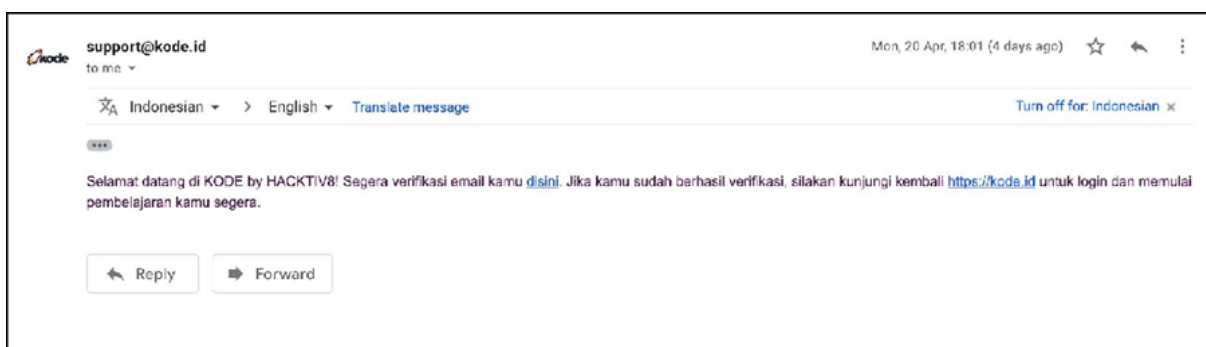 kode
support@kode.id
Mon, 20 Apr, 18:01 (4 days ago)
to me
Indonesian > English Translate message
Turn off for: Indonesian ×
Selamat datang di KODE by HACKTIV8! Segera verifikasi email kamu disini. Jika kamu sudah berhasil verifikasi, silakan kunjungi kembali https://kode.id untuk login dan memulai
pembelajaran kamu segera.
Reply Forward